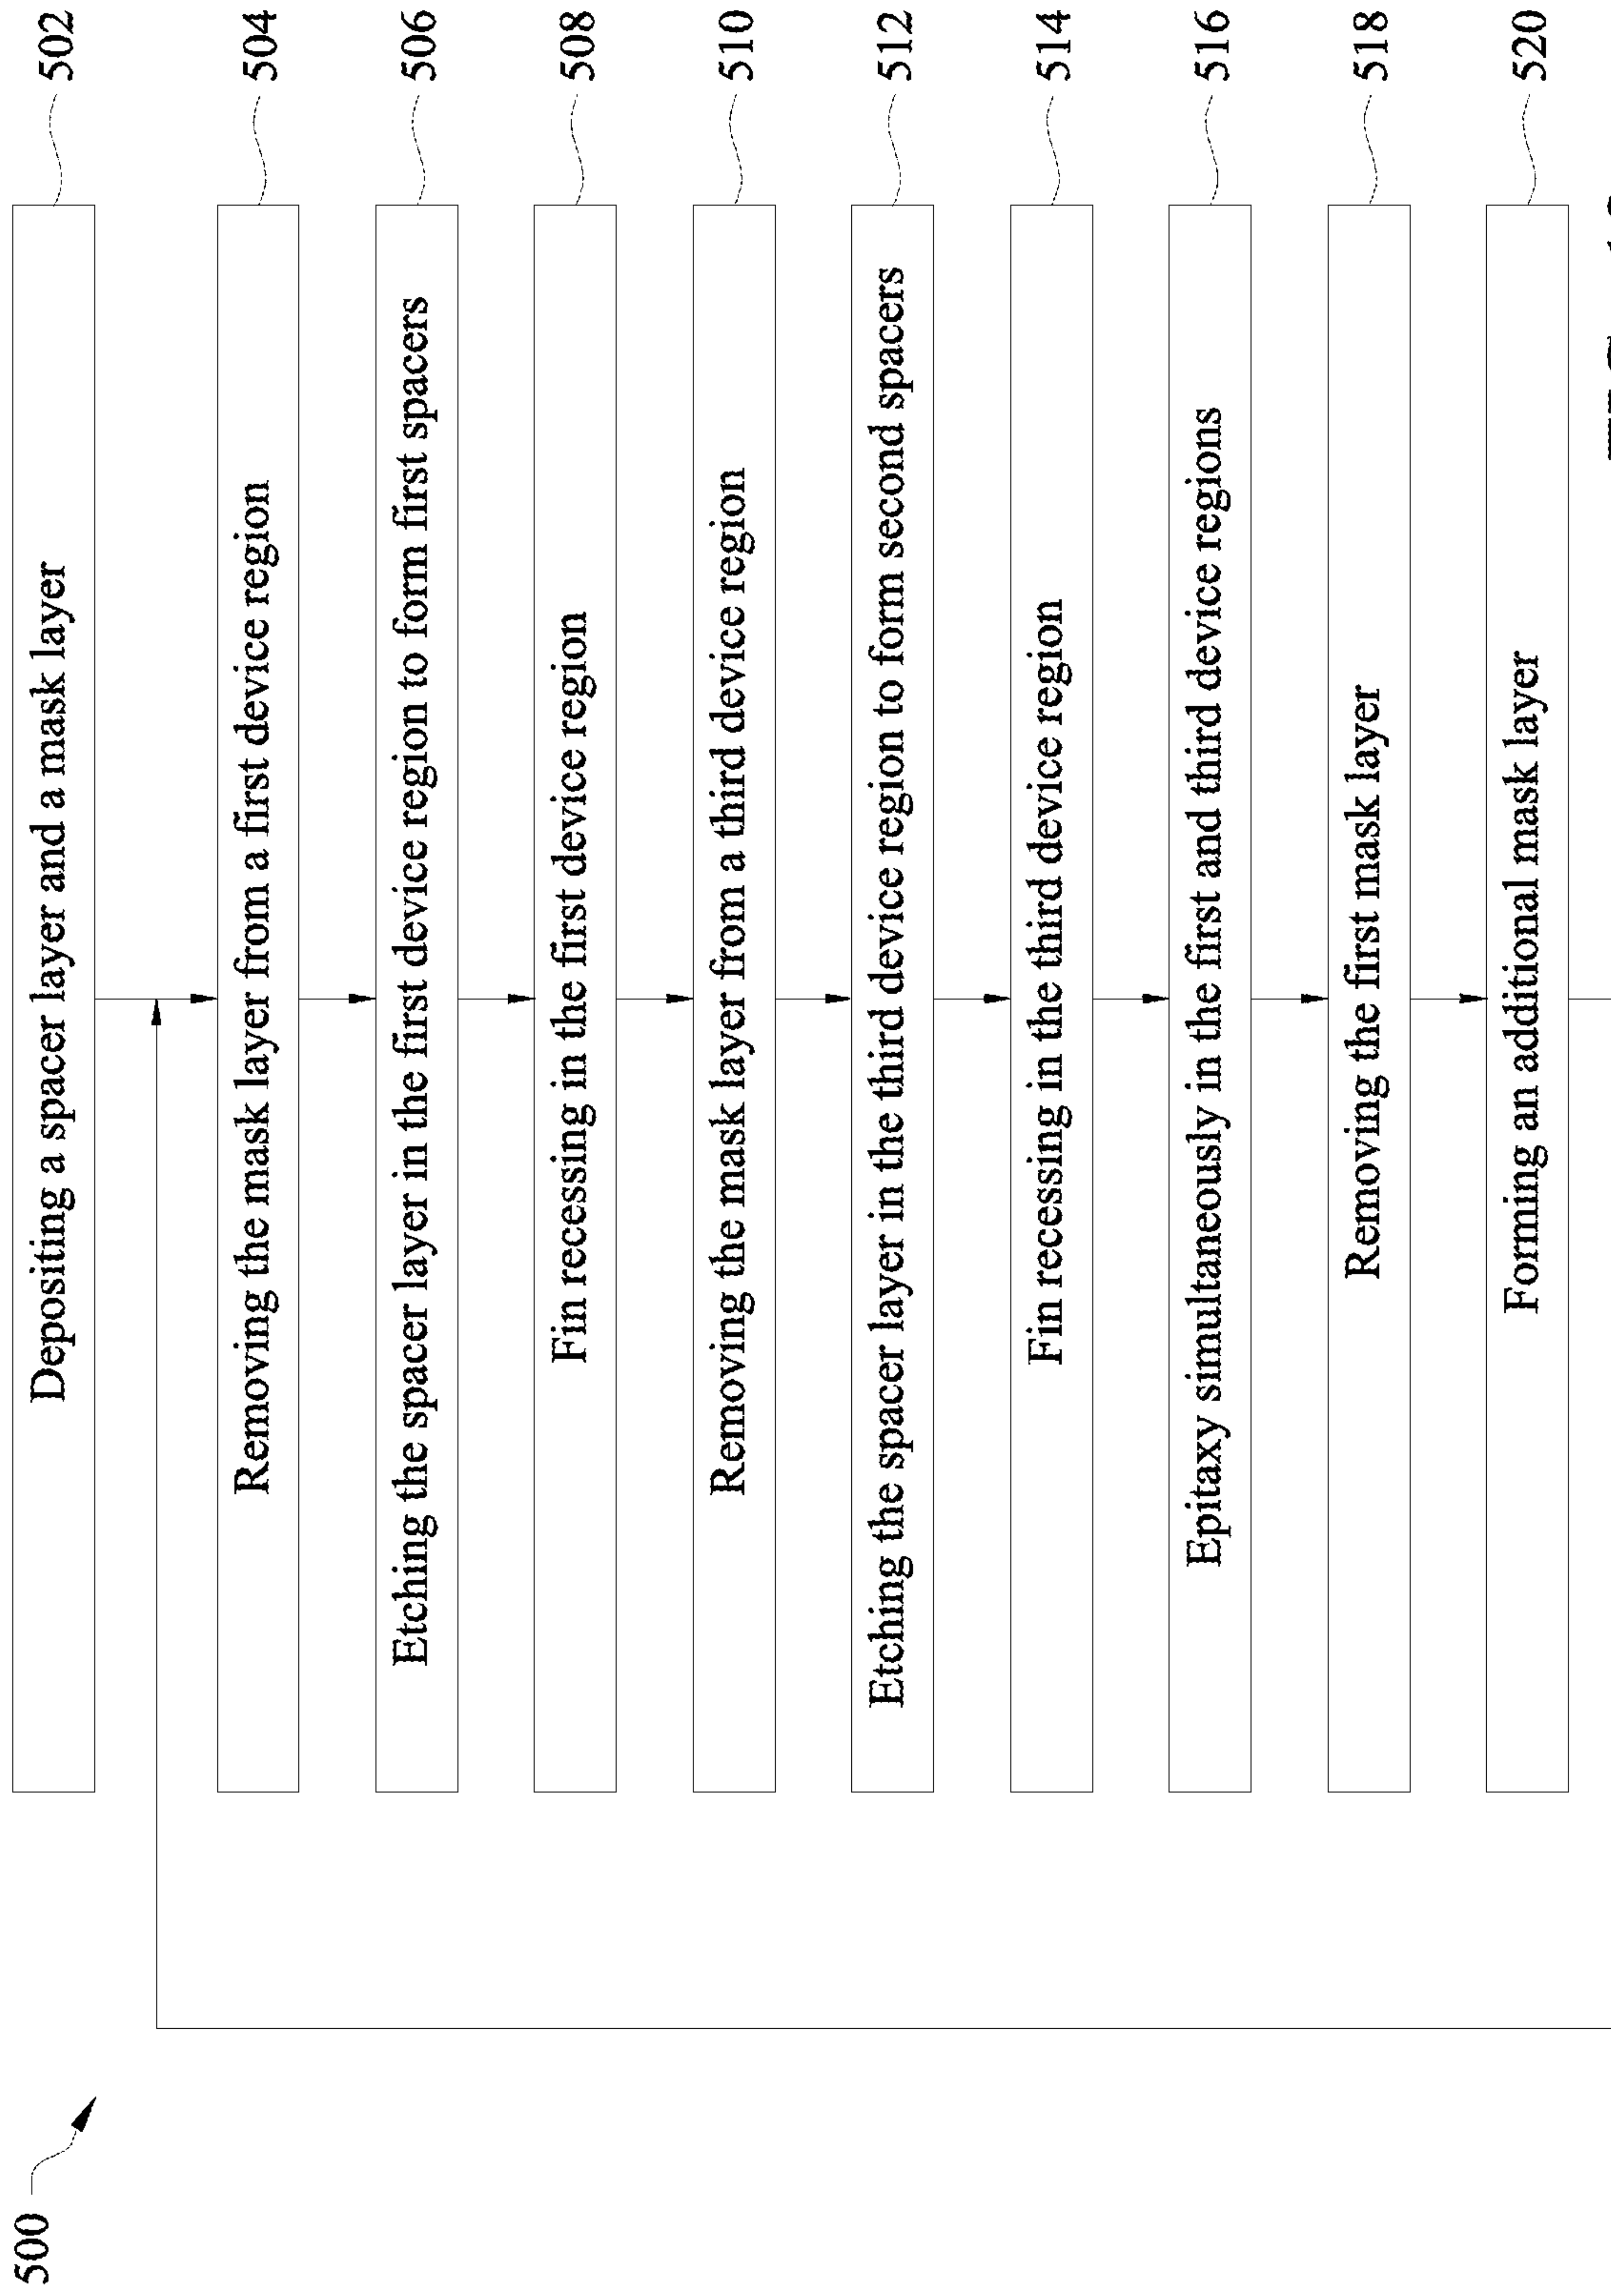 500
Depositing a spacer layer and a mask layer 502
Removing the mask layer from a first device region 504
Etching the spacer layer in the first device region to form first spacers 506
Fin recessing in the first device region 508
Removing the mask layer from a third device region 510
Etching the spacer layer in the third device region to form second spacers 512
Fin recessing in the third device region 514
Epitaxy simultaneously in the first and third device regions 516
Removing the first mask layer 518
Forming an additional mask layer 520